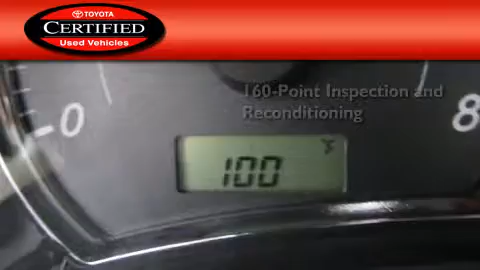 TOYOTA
CERTIFIED
Used Vehicles
160-Point Inspection and
Reconditioning
0
8
°F
100